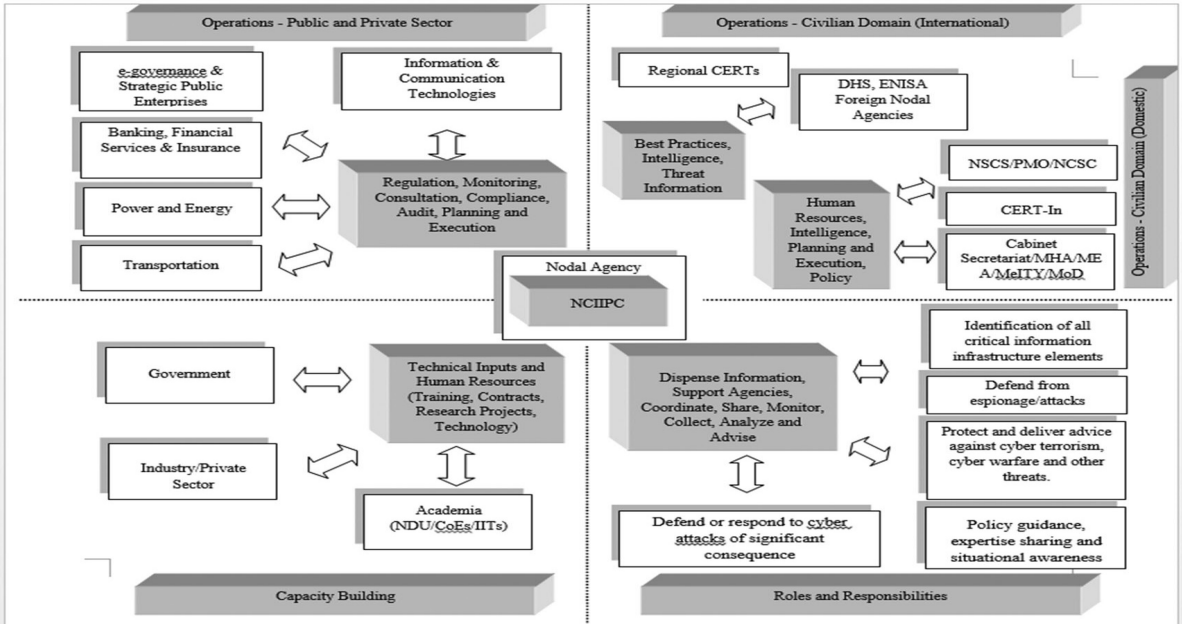 Operations - Public and Private Sector
e-governance &
Strategic Public
Enterprises
Information &
Communication
Technologies
Banking, Financial
Services & Insurance
Power and Energy
Transportation
Regulation, Monitoring,
Consultation, Compliance,
Audit, Planning and
Execution
Operations - Civilian Domain (International)
Regional CERTs
DHS, ENISA
Foreign Nodal
Agencies
Best Practices,
Intelligence,
Threat
Information
Human
Resources,
Intelligence,
Planning and
Execution,
Policy
NSCS/PMO/NCSC
CERT-In
Cabinet
Secretariat/MHA/ME
A/MeITY/MoD
Operations - Civilian Domain (Domestic)
Nodal Agency
NCIIPC
Government
Technical Inputs and
Human Resources
(Training, Contracts,
Research Projects,
Technology)
Industry/Private
Sector
Academia
(NDU/CoEs/IITs)
Capacity Building
Dispense Information,
Support Agencies,
Coordinate, Share, Monitor,
Collect, Analyze and
Advise
Identification of all
critical information
infrastructure elements
Defend from
espionage/attacks
Protect and deliver advice
against cyber terrorism,
cyber warfare and other
threats.
Defend or respond to cyber
attacks of significant
consequence
Policy guidance,
expertise sharing and
situational awareness
Roles and Responsibilities